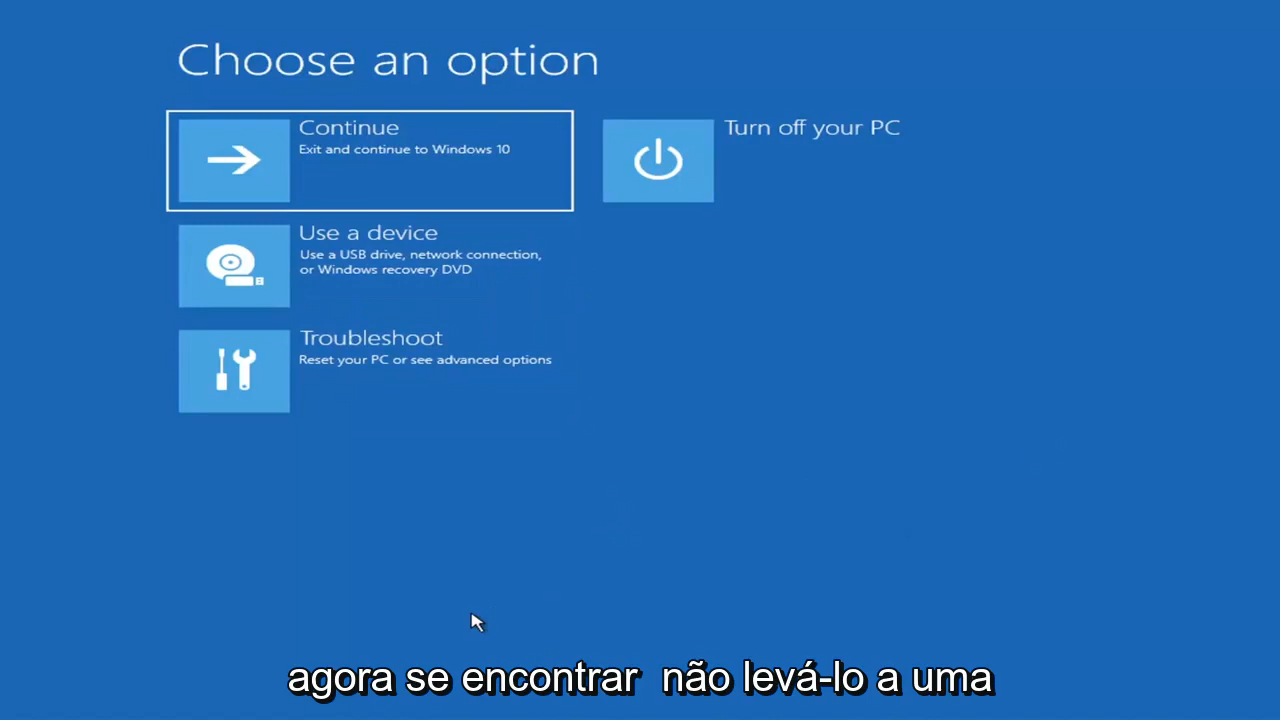 Choose an option
Continue
Exit and continue to Windows 10
Turn off your PC
Use a device
Use a USB drive, network connection,
or Windows recovery DVD
Troubleshoot
Reset your PC or see advanced options
agora se encontrar não levá-lo a uma